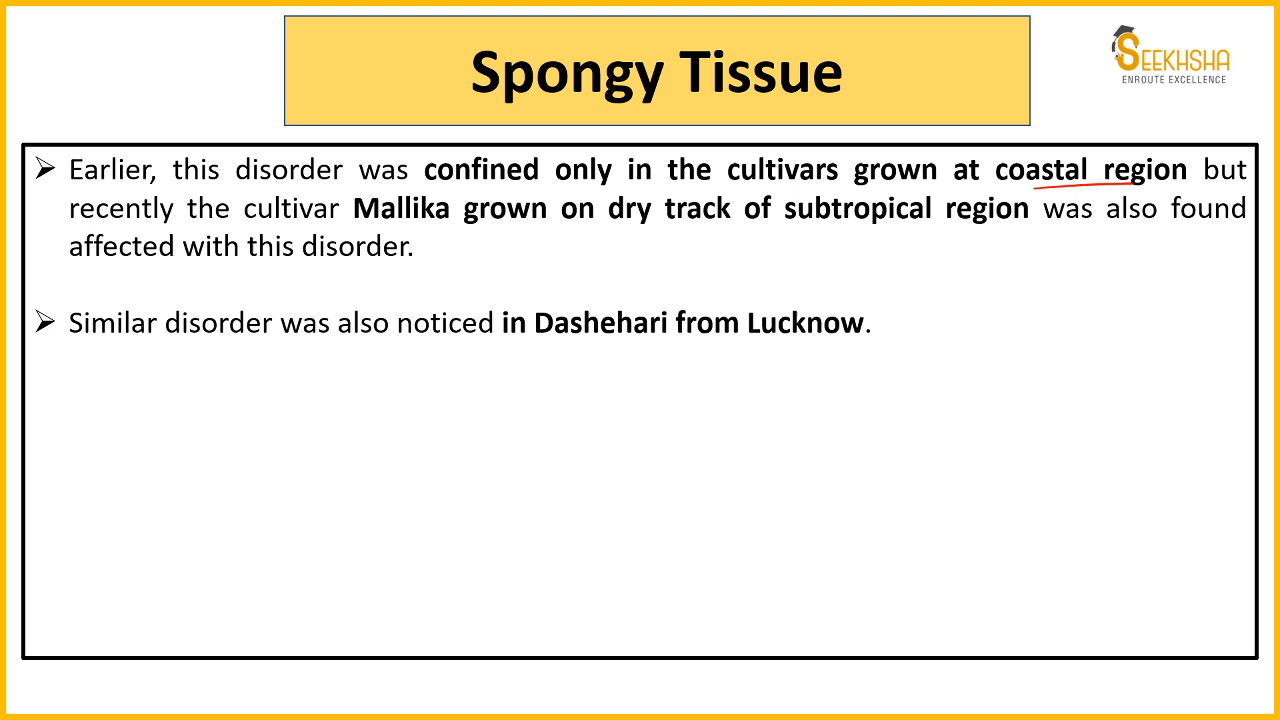 Spongy Tissue
SEEKHSHA
ENROUTE EXCELLENCE
➢ Earlier, this disorder was confined only in the cultivars grown at coastal region but
recently the cultivar Mallika grown on dry track of subtropical region was also found
affected with this disorder.
➢ Similar disorder was also noticed in Dashehari from Lucknow.